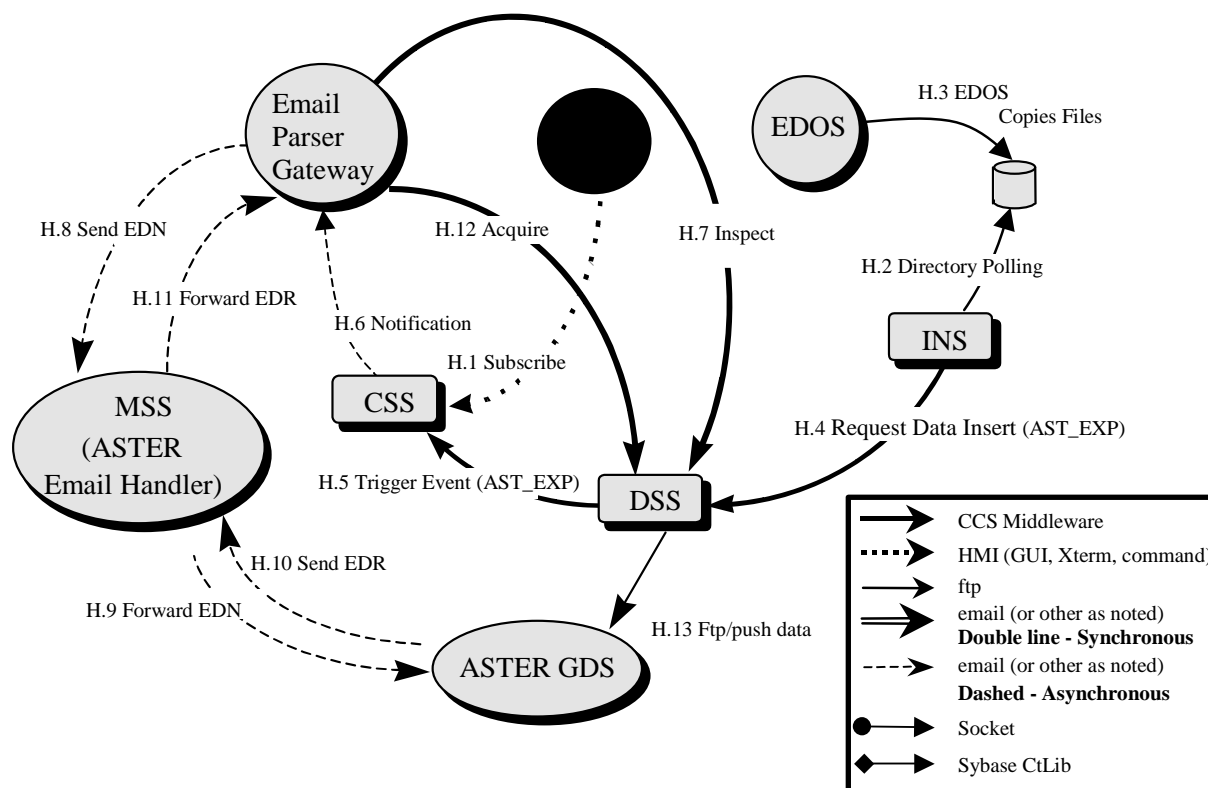 Email
Parser
Gateway
EDOS
H.3 EDOS
Copies Files
H.8 Send EDN
H.12 Acquire
H.7 Inspect
H.2 Directory Polling
H.11 Forward EDR
H.6 Notification
INS
H.1 Subscribe
CSS
MSS
(ASTER
Email Handler)
H.4 Request Data Insert (AST_EXP)
H.5 Trigger Event (AST_EXP)
DSS
H.10 Send EDR
H.9 Forward EDN
H.13 Ftp/push data
ASTER GDS
CCS Middleware
HMI (GUI, Xterm, command)
ftp
email (or other as noted)
Double line - Synchronous
email (or other as noted)
Dashed - Asynchronous
Socket
Sybase CtLib